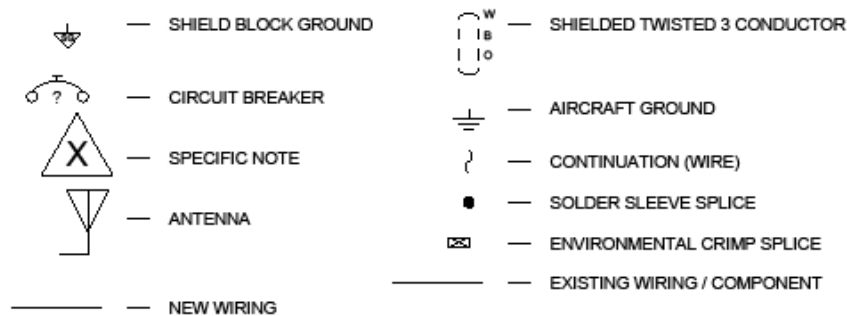 SHIELD BLOCK GROUND
? — CIRCUIT BREAKER
X — SPECIFIC NOTE
— ANTENNA
— NEW WIRING
W
B
O
— SHIELDED TWISTED 3 CONDUCTOR
— AIRCRAFT GROUND
— CONTINUATION (WIRE)
— SOLDER SLEEVE SPLICE
— ENVIRONMENTAL CRIMP SPLICE
— EXISTING WIRING / COMPONENT